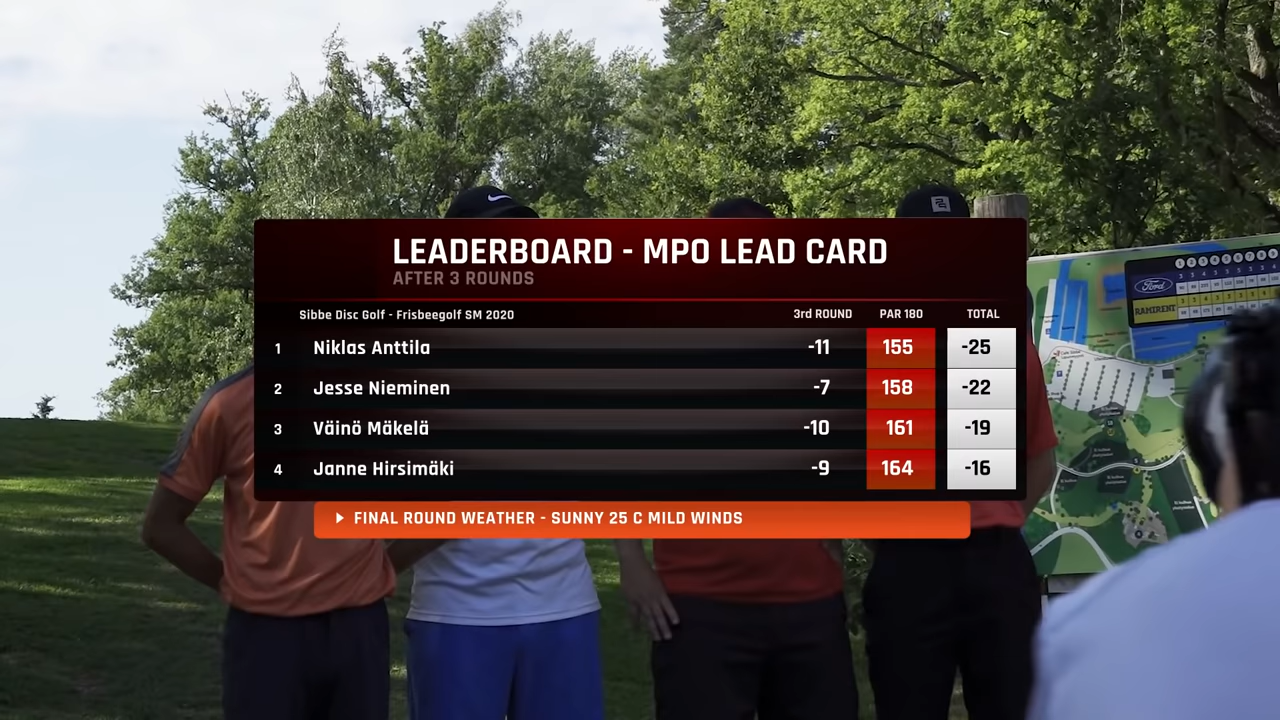 LEADERBOARD - MPO LEAD CARD
AFTER 3 ROUNDS
Sibbe Disc Golf - Frisbeegolf SM 2020 3rd ROUND PAR 180 TOTAL
1 Niklas Anttila -11 155 -25
2 Jesse Nieminen -7 158 -22
3 Väinö Mäkelä -10 161 -19
4 Janne Hirsimäki -9 164 -16
FINAL ROUND WEATHER - SUNNY 25 C MILD WINDS
Ford
RAMIRENT